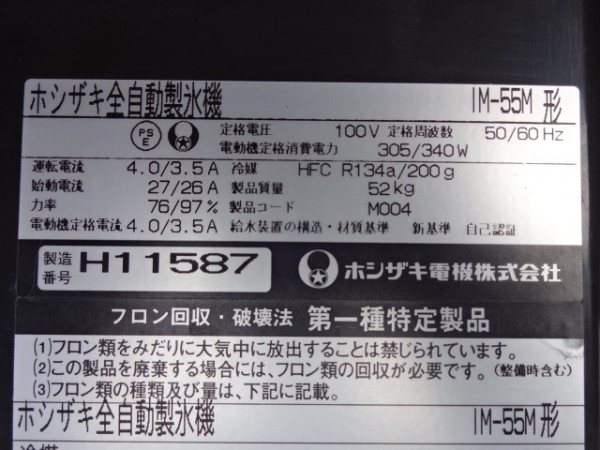 ホシザキ全自動製氷機 IM-55M 形
PS E 定格電圧 100V 定格周波数 50/60Hz
電動機定格消費電力 305/340W
運転電流 4.0/3.5A 冷媒 HFC R134a/200g
始動電流 27/26A 製品質量 52kg
力率 76/97% 製品コード M004
電動機定格電流 4.0/3.5A 給水装置の構造・材質基準 新基準 自己認証
製造番号 H11587 ホシザキ電機株式会社
フロン回収・破壊法 第一種特定製品
(1)フロン類をみだりに大気中に放出することは禁じられています。
(2)この製品を廃棄する場合には、フロン類の回収が必要です。(整備時含む)
(3)フロン類の種類及び量は、下記に記載。
ホシザキ全自動製氷機 IM-55M 形
冷媒